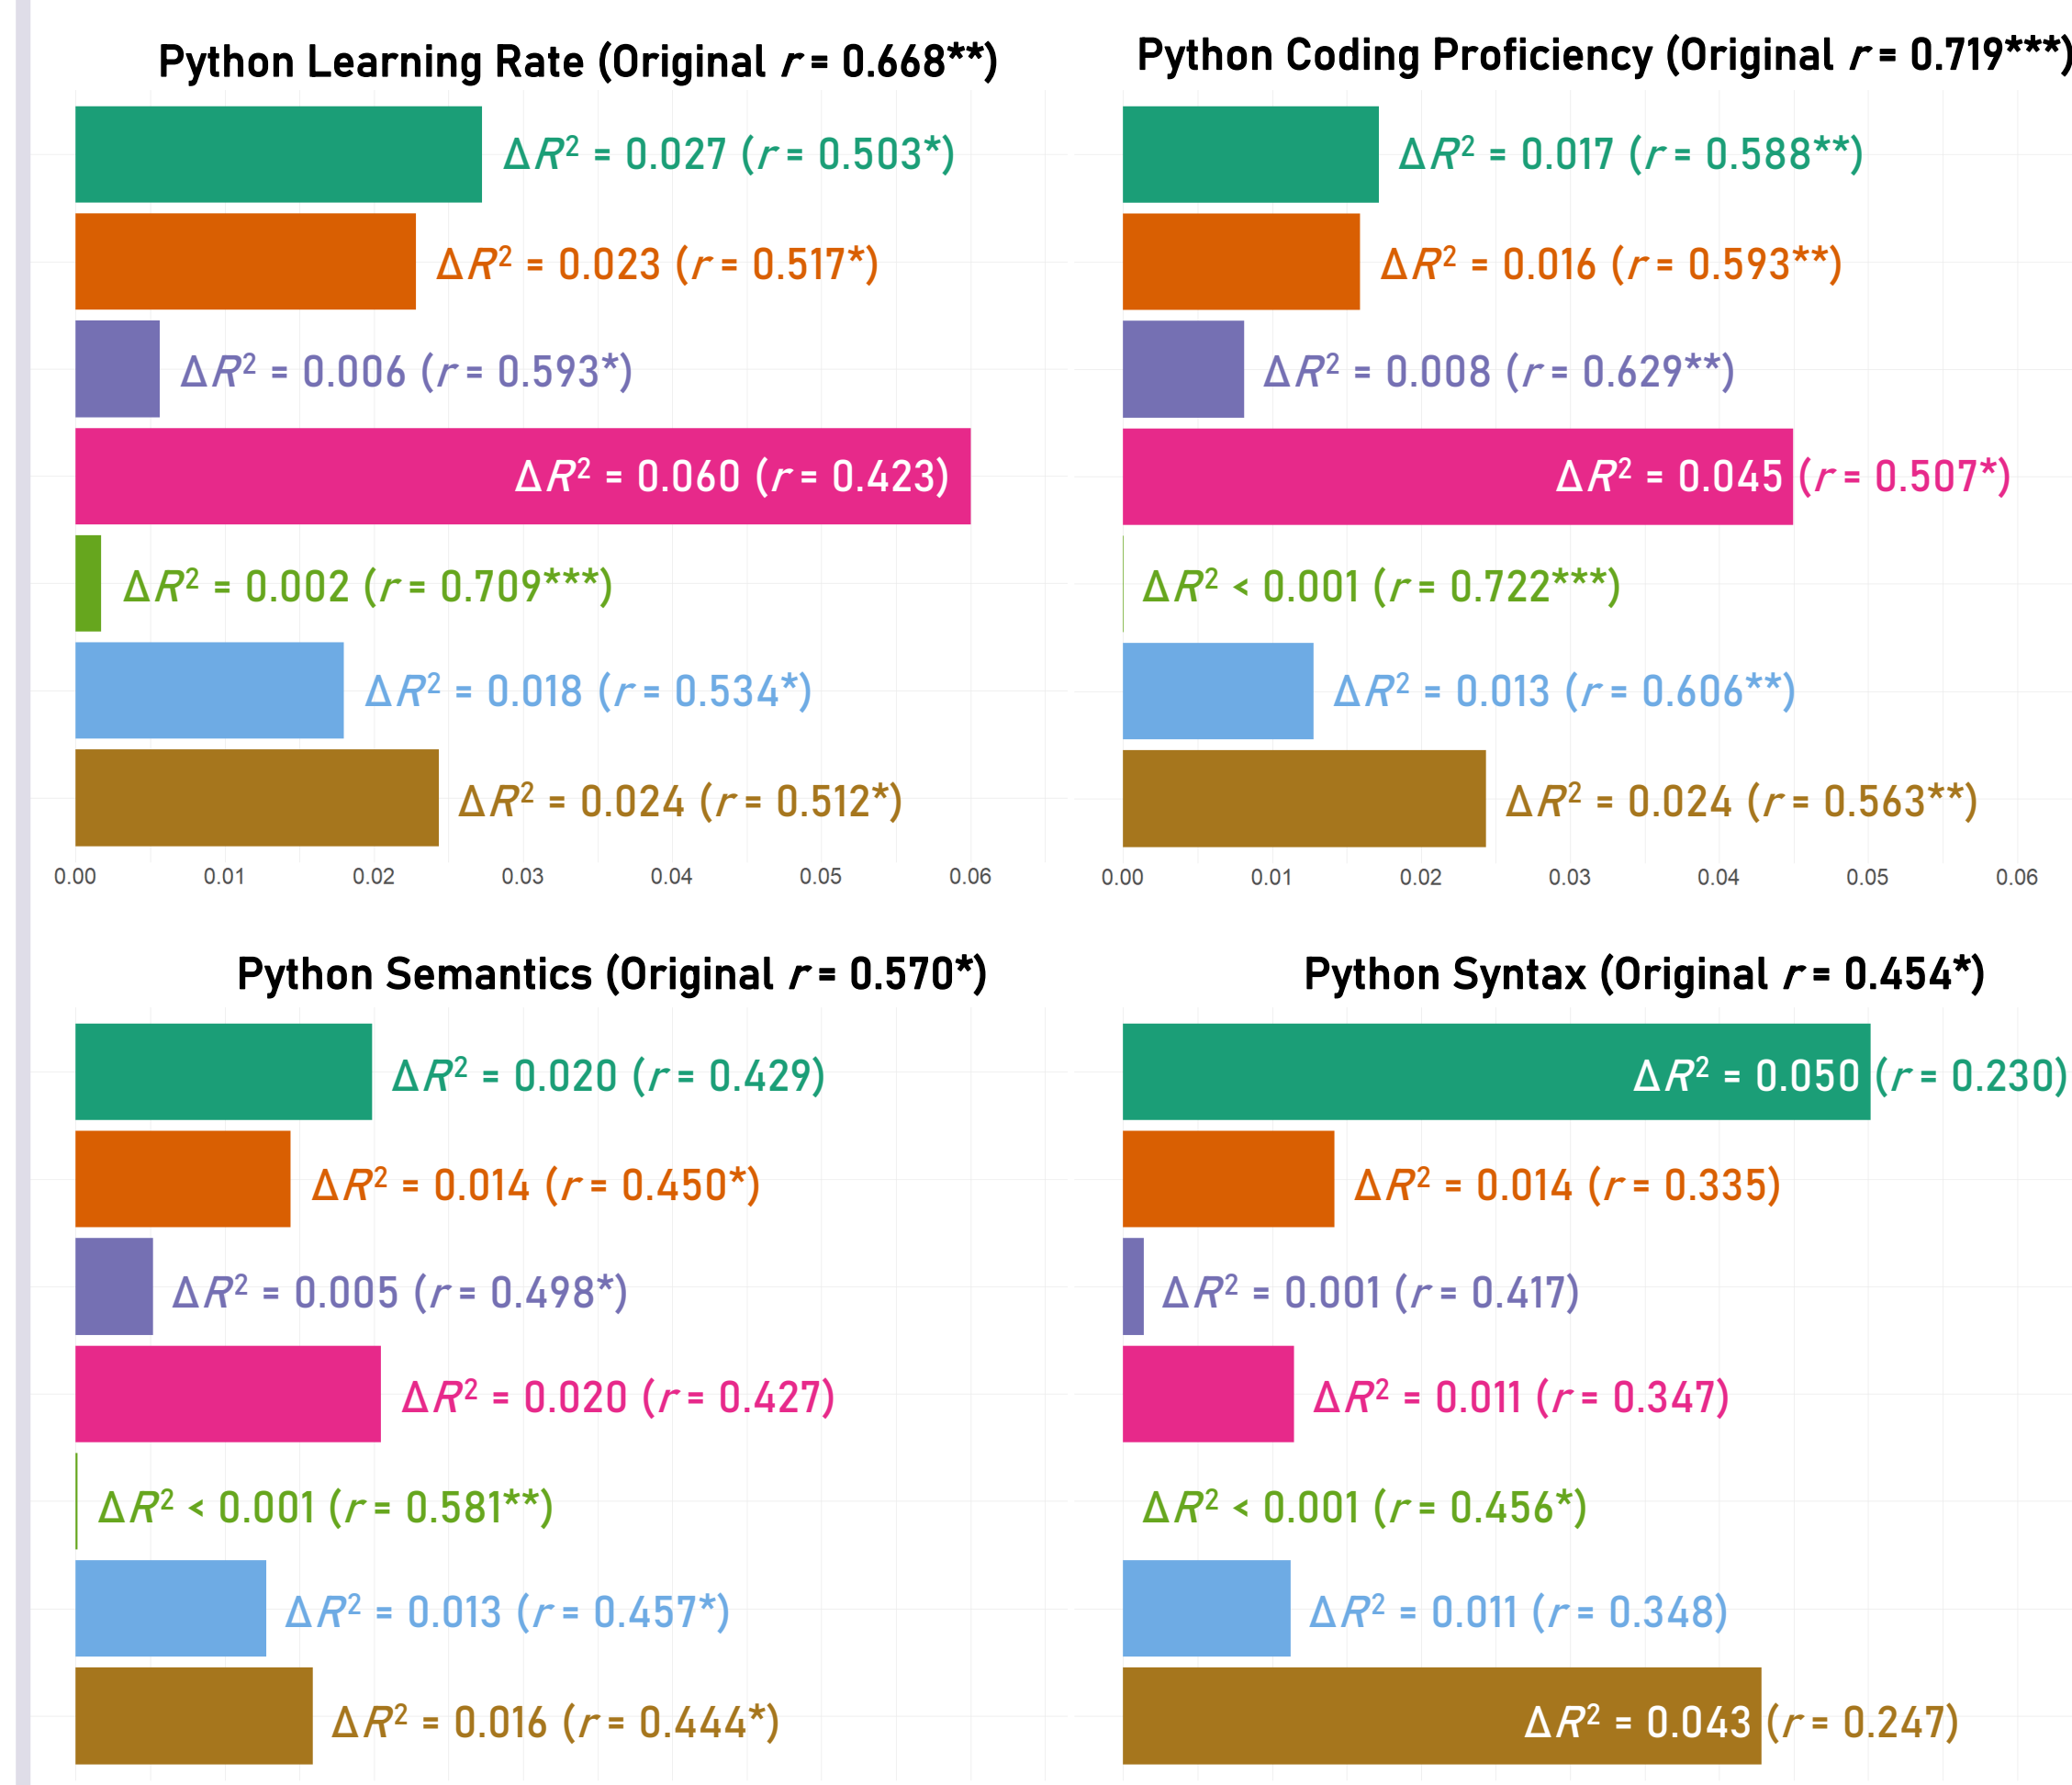 Python Learning Rate (Original r = 0.668**)
ΔR² = 0.027 (r = 0.503*)
ΔR² = 0.023 (r = 0.517*)
ΔR² = 0.006 (r = 0.593*)
ΔR² = 0.060 (r = 0.423)
ΔR² = 0.002 (r = 0.709***)
ΔR² = 0.018 (r = 0.534*)
ΔR² = 0.024 (r = 0.512*)
0.00 0.01 0.02 0.03 0.04 0.05 0.06
Python Coding Proficiency (Original r = 0.719***)
ΔR² = 0.017 (r = 0.588**)
ΔR² = 0.016 (r = 0.593**)
ΔR² = 0.008 (r = 0.629**)
ΔR² = 0.045 (r = 0.507*)
ΔR² < 0.001 (r = 0.722***)
ΔR² = 0.013 (r = 0.606**)
ΔR² = 0.024 (r = 0.563**)
0.00 0.01 0.02 0.03 0.04 0.05 0.06
Python Semantics (Original r = 0.570*)
ΔR² = 0.020 (r = 0.429)
ΔR² = 0.014 (r = 0.450*)
ΔR² = 0.005 (r = 0.498*)
ΔR² = 0.020 (r = 0.427)
ΔR² < 0.001 (r = 0.581**)
ΔR² = 0.013 (r = 0.457*)
ΔR² = 0.016 (r = 0.444*)
Python Syntax (Original r = 0.454*)
ΔR² = 0.050 (r = 0.230)
ΔR² = 0.014 (r = 0.335)
ΔR² = 0.001 (r = 0.417)
ΔR² = 0.011 (r = 0.347)
ΔR² < 0.001 (r = 0.456*)
ΔR² = 0.011 (r = 0.348)
ΔR² = 0.043 (r = 0.247)